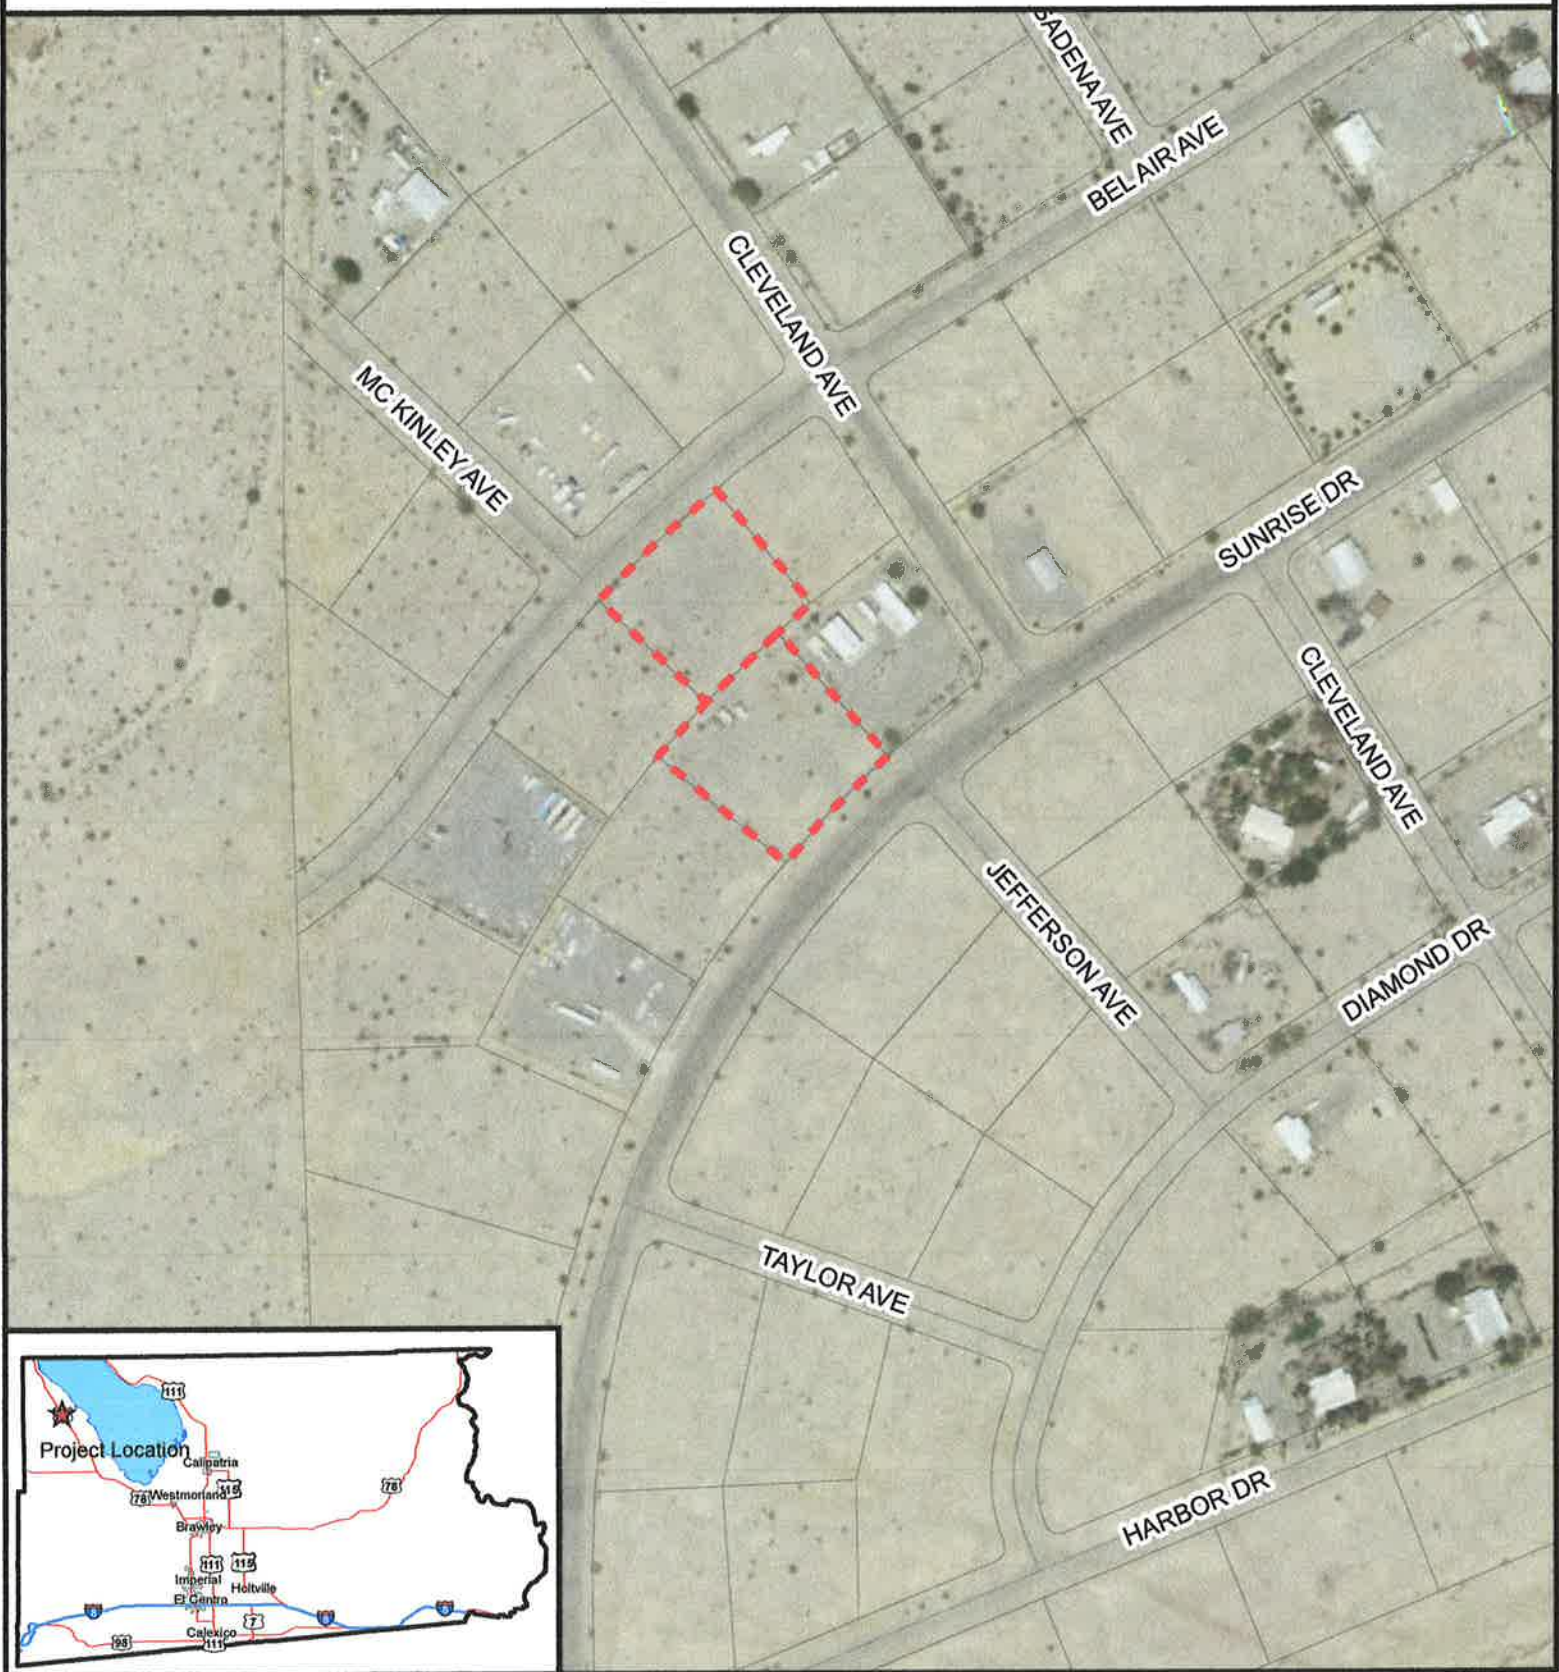 SADENA AVE
BEL AIR AVE
CLEVELAND AVE
MC KINLEY AVE
SUNRISE DR
CLEVELAND AVE
JEFFERSON AVE
DIAMOND DR
TAYLOR AVE
HARBOR DR
111
Project Location
Calipatria
78
Westmorland
115
78
Brawley
111
115
Imperial
Holtville
El Centro
8
8
8
7
98
Calexico
111